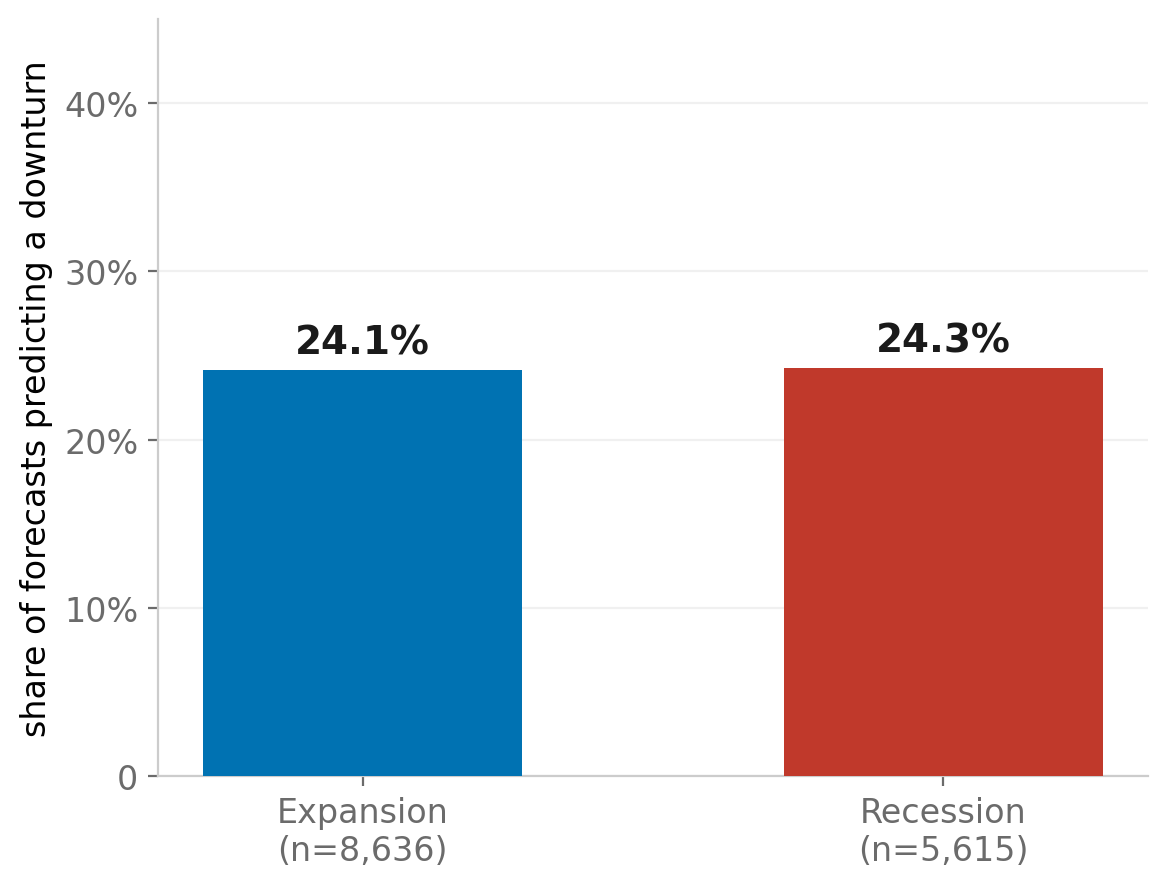 share of forecasts predicting a downturn
40%
30%
20%
10%
0
24.1%
24.3%
Expansion
(n=8,636)
Recession
(n=5,615)